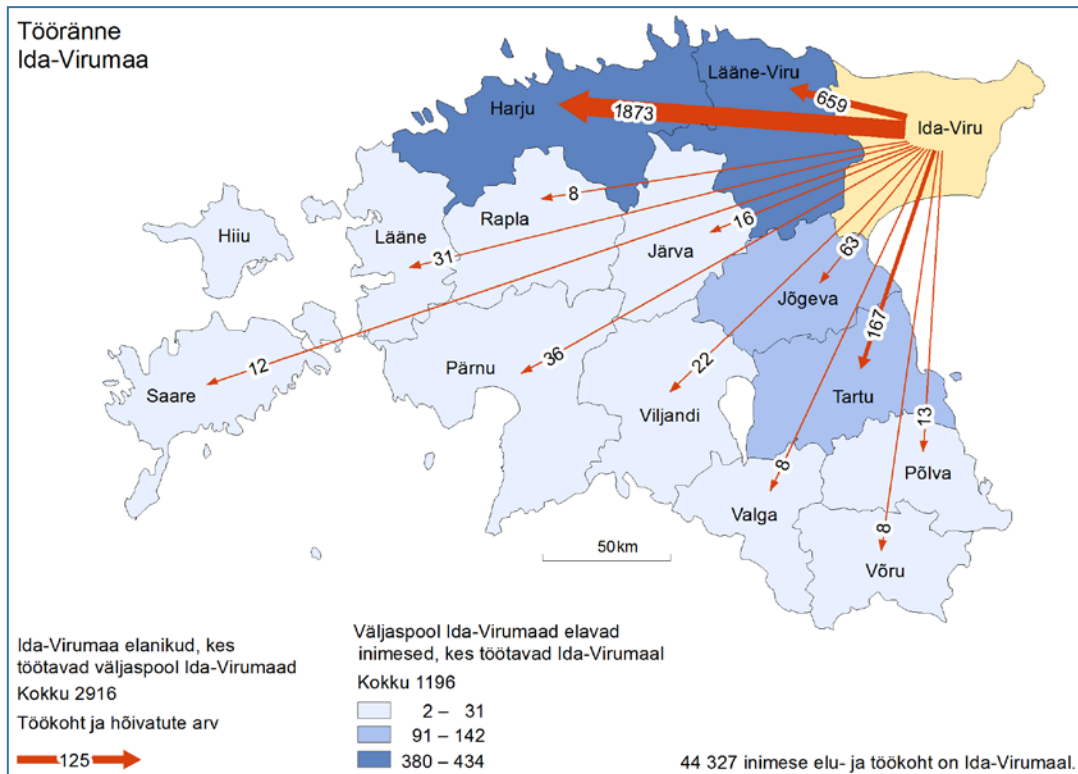 Tööränne
Ida-Virumaa
Lääne-Viru
659
Harju
1873
Ida-Viru
8
Rapla
16
Hiiu
Lääne
31
Järva
63
Jõgeva
167
12
Saare
Pärnu
36
22
Viljandi
Tartu
13
8
Põlva
Valga
8
Võru
50km
Ida-Virumaa elanikud, kes
töötavad väljaspool Ida-Virumaad
Kokku 2916
Töökoht ja hõivatute arv
125
Väljaspool Ida-Virumaad elavad
inimesed, kes töötavad Ida-Virumaal
Kokku 1196
2 – 31
91 – 142
380 – 434
44 327 inimese elu- ja töökoht on Ida-Virumaal.